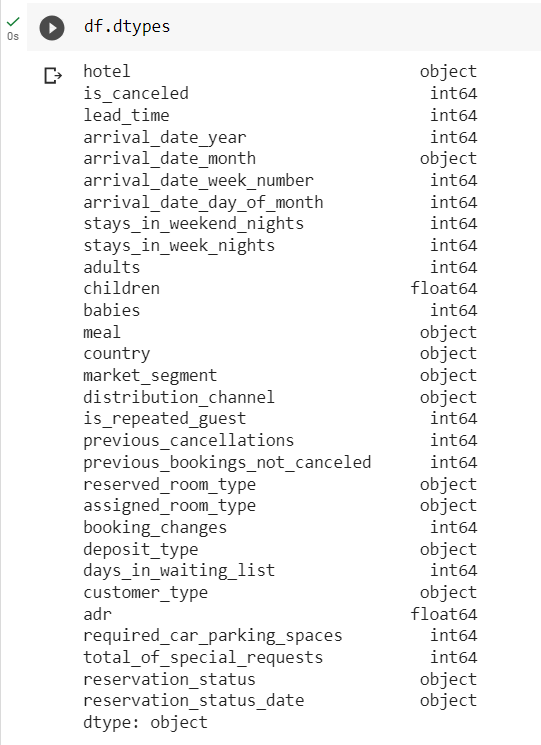 df.dtypes
0s
hotel object
is_canceled int64
lead_time int64
arrival_date_year int64
arrival_date_month object
arrival_date_week_number int64
arrival_date_day_of_month int64
stays_in_weekend_nights int64
stays_in_week_nights int64
adults int64
children float64
babies int64
meal object
country object
market_segment object
distribution_channel object
is_repeated_guest int64
previous_cancellations int64
previous_bookings_not_canceled int64
reserved_room_type object
assigned_room_type object
booking_changes int64
deposit_type object
days_in_waiting_list int64
customer_type object
adr float64
required_car_parking_spaces int64
total_of_special_requests int64
reservation_status object
reservation_status_date object
dtype: object